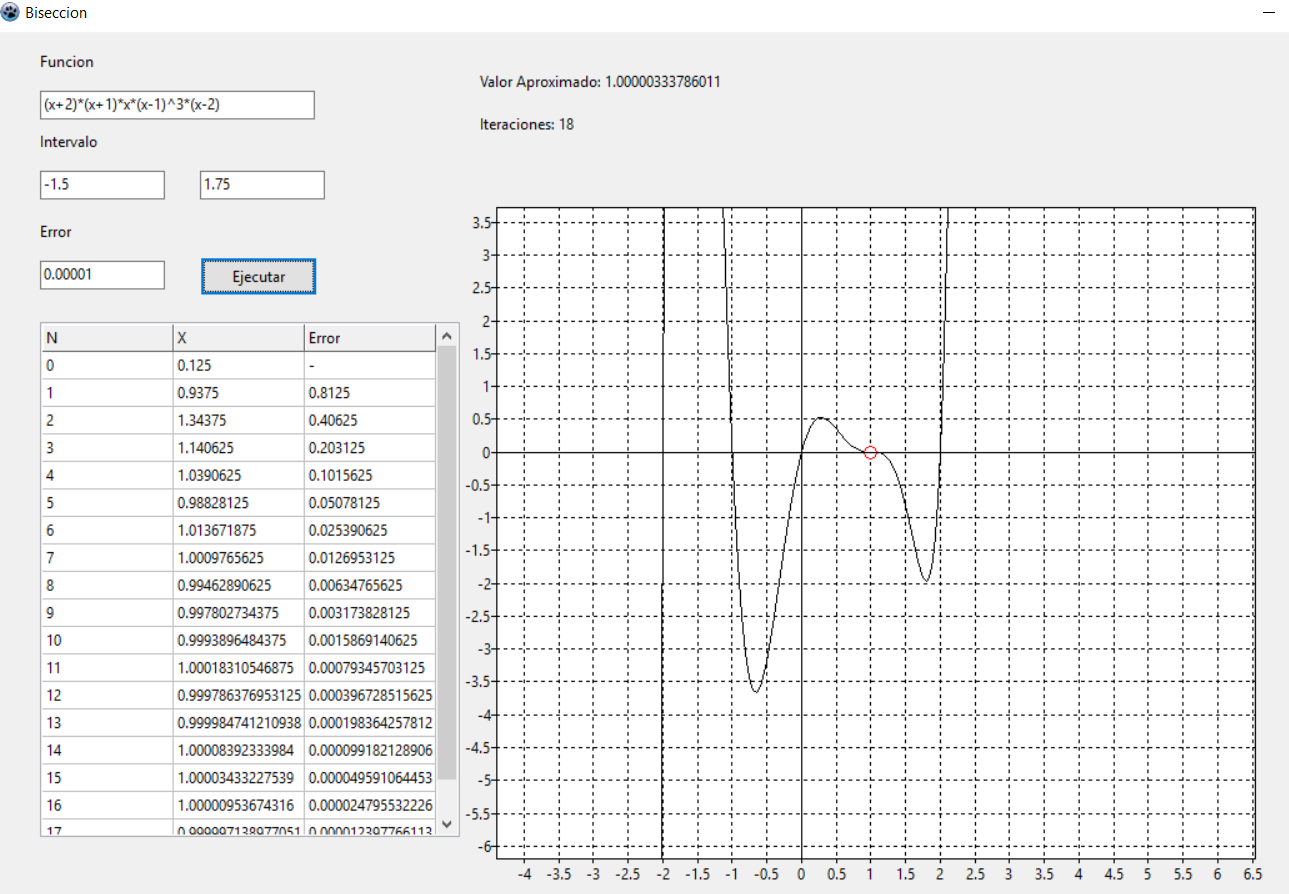 Biseccion
Funcion
(x+2)*(x+1)*x*(x-1)^3*(x-2)
Intervalo
-1.5 1.75
Error
0.00001 Ejecutar
N X Error
0 0.125 -
1 0.9375 0.8125
2 1.34375 0.40625
3 1.140625 0.203125
4 1.0390625 0.1015625
5 0.98828125 0.05078125
6 1.013671875 0.025390625
7 1.0009765625 0.0126953125
8 0.99462890625 0.00634765625
9 0.997802734375 0.003173828125
10 0.9993896484375 0.0015869140625
11 1.00018310546875 0.00079345703125
12 0.999786376953125 0.000396728515625
13 0.999984741210938 0.000198364257812
14 1.00008392333984 0.000099182128906
15 1.00003433227539 0.000049591064453
16 1.00000953674316 0.000024795532226
17 0.999997138977051 0.000012397766113
Valor Aproximado: 1.00000333786011
Iteraciones: 18
3.5
3
2.5
2
1.5
1
0.5
0
-0.5
-1
-1.5
-2
-2.5
-3
-3.5
-4
-4.5
-5
-5.5
-6
-4 -3.5 -3 -2.5 -2 -1.5 -1 -0.5 0 0.5 1 1.5 2 2.5 3 3.5 4 4.5 5 5.5 6 6.5